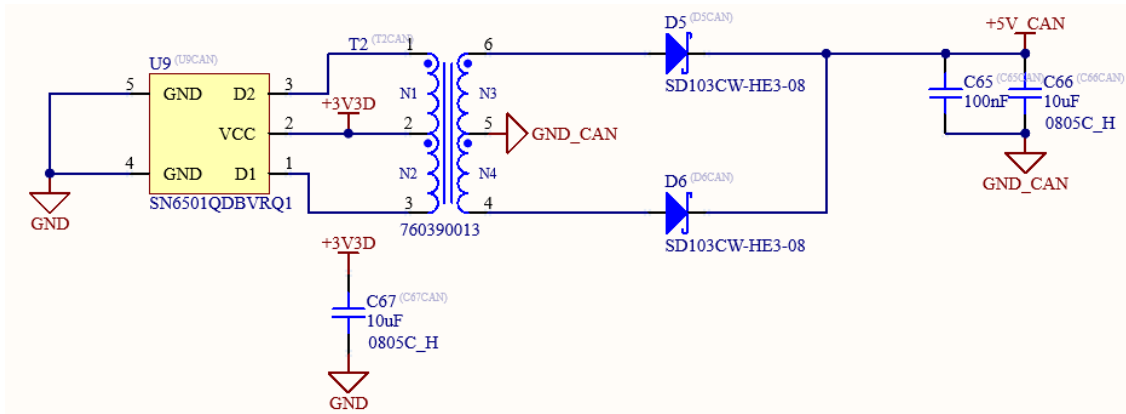 D5 (D5CAN)
+5V_CAN
T2 (T2CAN)
1
6
U9 (U9CAN)
SD103CW-HE3-08
5 GND D2 3
N1 N3
C65 (C65CAN)
C66 (C66CAN)
+3V3D
100nF
10uF
VCC 2
2
5
GND_CAN
0805C_H
4 GND D1 1
N2 N4
D6 (D6CAN)
GND_CAN
SN6501QDBVRQ1
3
4
GND
760390013
SD103CW-HE3-08
+3V3D
C67 (C67CAN)
10uF
0805C_H
GND